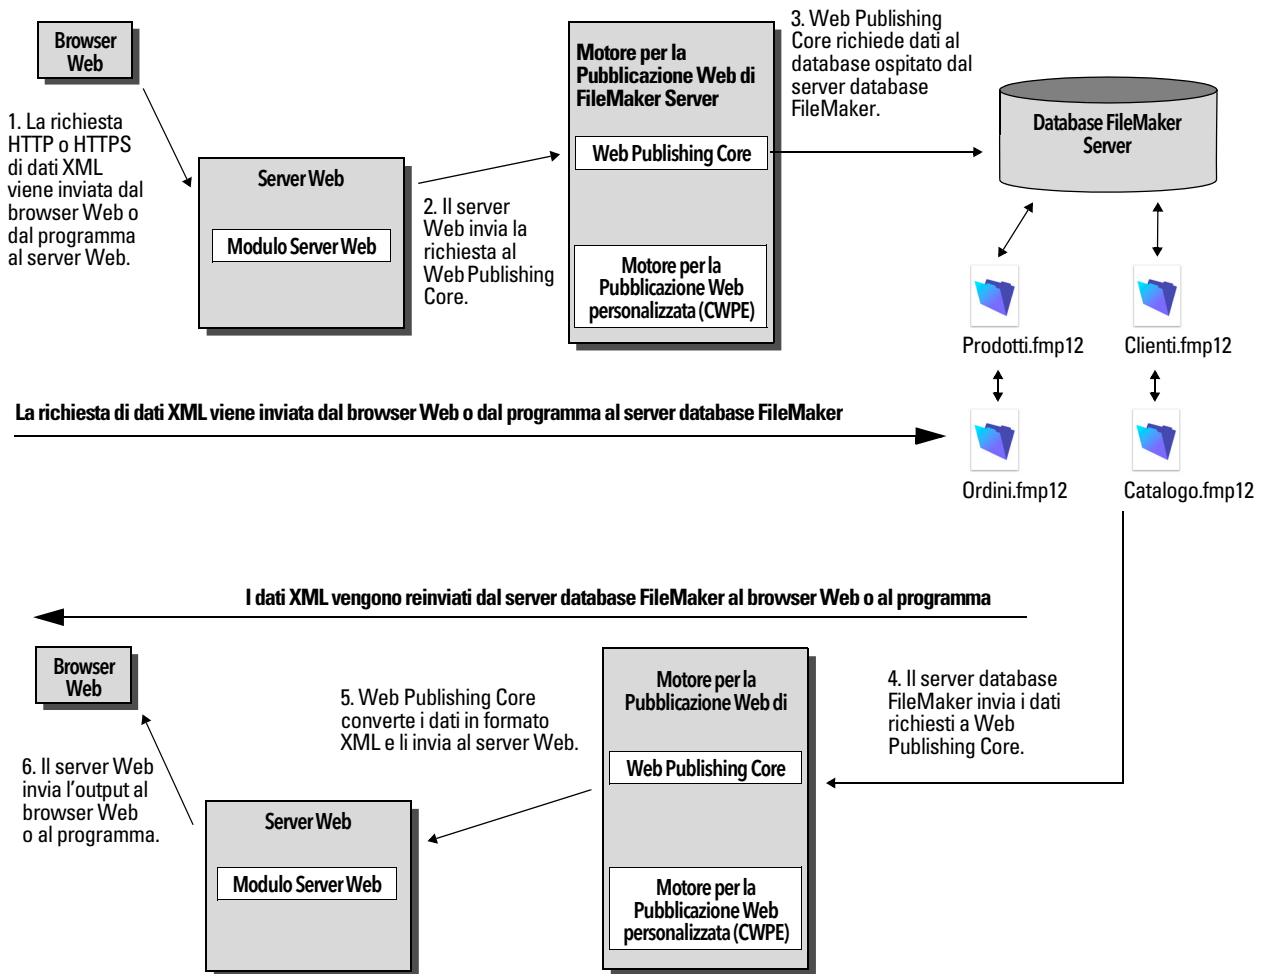 Browser
Web
1. La richiesta
HTTP o HTTPS
di dati XML
viene inviata dal
browser Web o
dal programma
al server Web.
Server Web
Modulo Server Web
2. Il server
Web invia la
richiesta al
Web Publishing
Core.
Motore per la
Pubblicazione Web di
FileMaker Server
Web Publishing Core
Motore per la
Pubblicazione Web
personalizzata (CWPE)
3. Web Publishing
Core richiede dati al
database ospitato dal
server database
FileMaker.
Database FileMaker
Server
Prodotti.fmp12
Clienti.fmp12
Ordini.fmp12
Catalogo.fmp12
La richiesta di dati XML viene inviata dal browser Web o dal programma al server database FileMaker
I dati XML vengono reinviati dal server database FileMaker al browser Web o al programma
4. Il server database
FileMaker invia i dati
richiesti a Web
Publishing Core.
Motore per la
Pubblicazione Web di
Web Publishing Core
Motore per la
Pubblicazione Web
personalizzata (CWPE)
5. Web Publishing Core
converte i dati in formato
XML e li invia al server Web.
Server Web
Modulo Server Web
6. Il server Web
invia l'output al
browser Web
o al programma.
Browser
Web